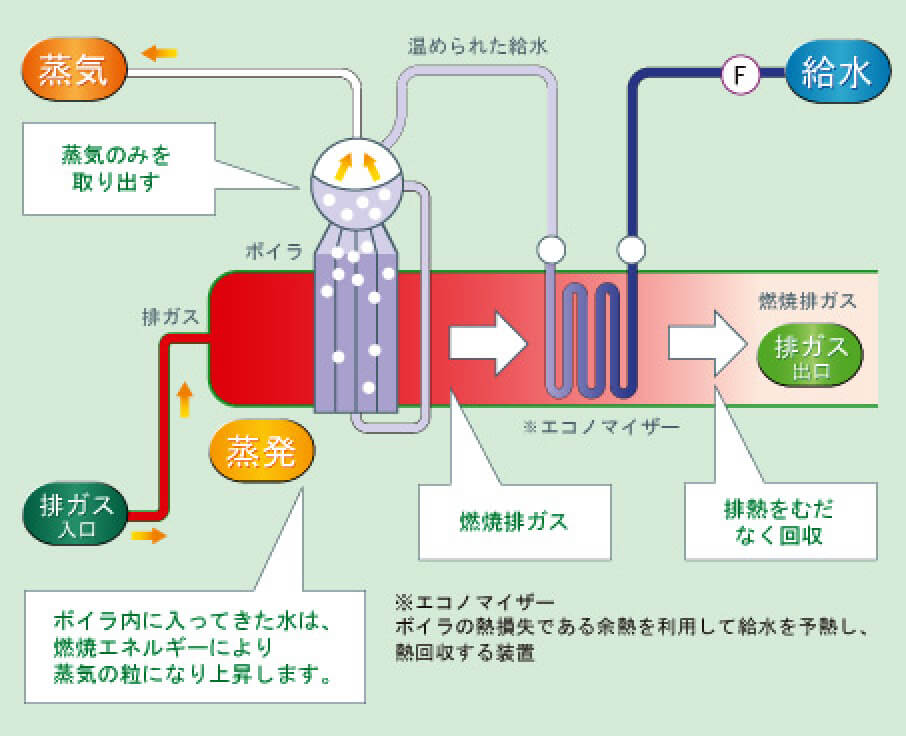 蒸気
温められた給水
F
給水
蒸気のみを
取り出す
ボイラ
排ガス
燃焼排ガス
排ガス
出口
※エコノマイザー
蒸発
排ガス
入口
燃焼排ガス
排熱をむだ
なく回収
ボイラ内に入ってきた水は、
燃焼エネルギーにより
蒸気の粒になり上昇します。
※エコノマイザー
ボイラの熱損失である余熱を利用して給水を予熱し、
熱回収する装置